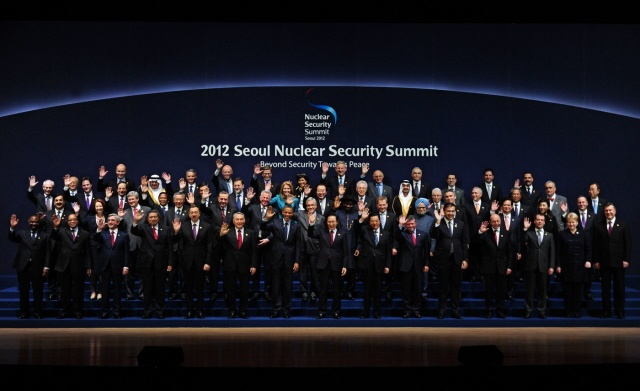 Nuclear
Security
Summit
Seoul 2012
2012 Seoul Nuclear Security Summit
Beyond Security Towards Peace